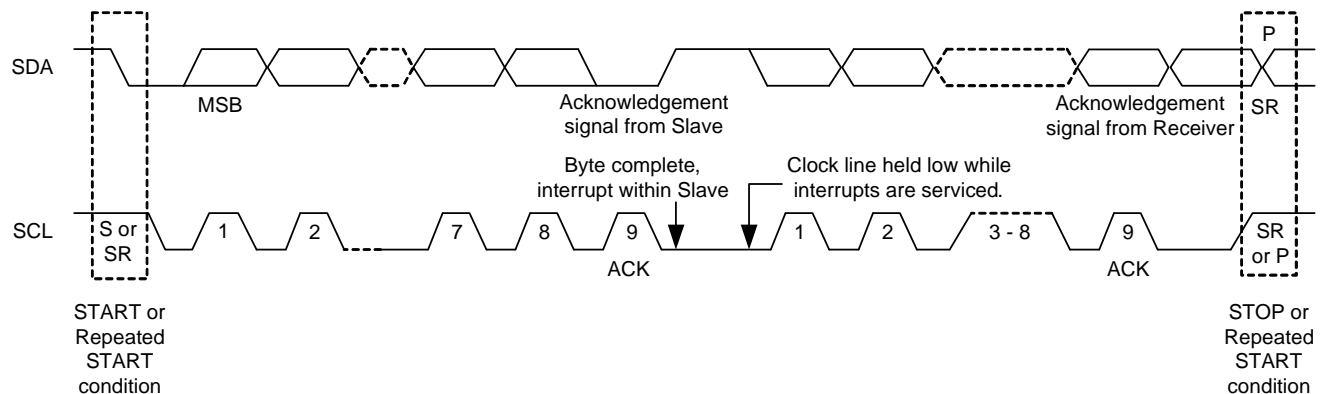 P
SDA
MSB
Acknowledgement
signal from Slave
Acknowledgement
signal from Receiver
SR
Byte complete,
interrupt within Slave
Clock line held low while
interrupts are serviced.
SCL
S or
SR
1
2
7
8
9
ACK
1
2
3 - 8
9
ACK
SR
or P
START or
Repeated
START
condition
STOP or
Repeated
START
condition